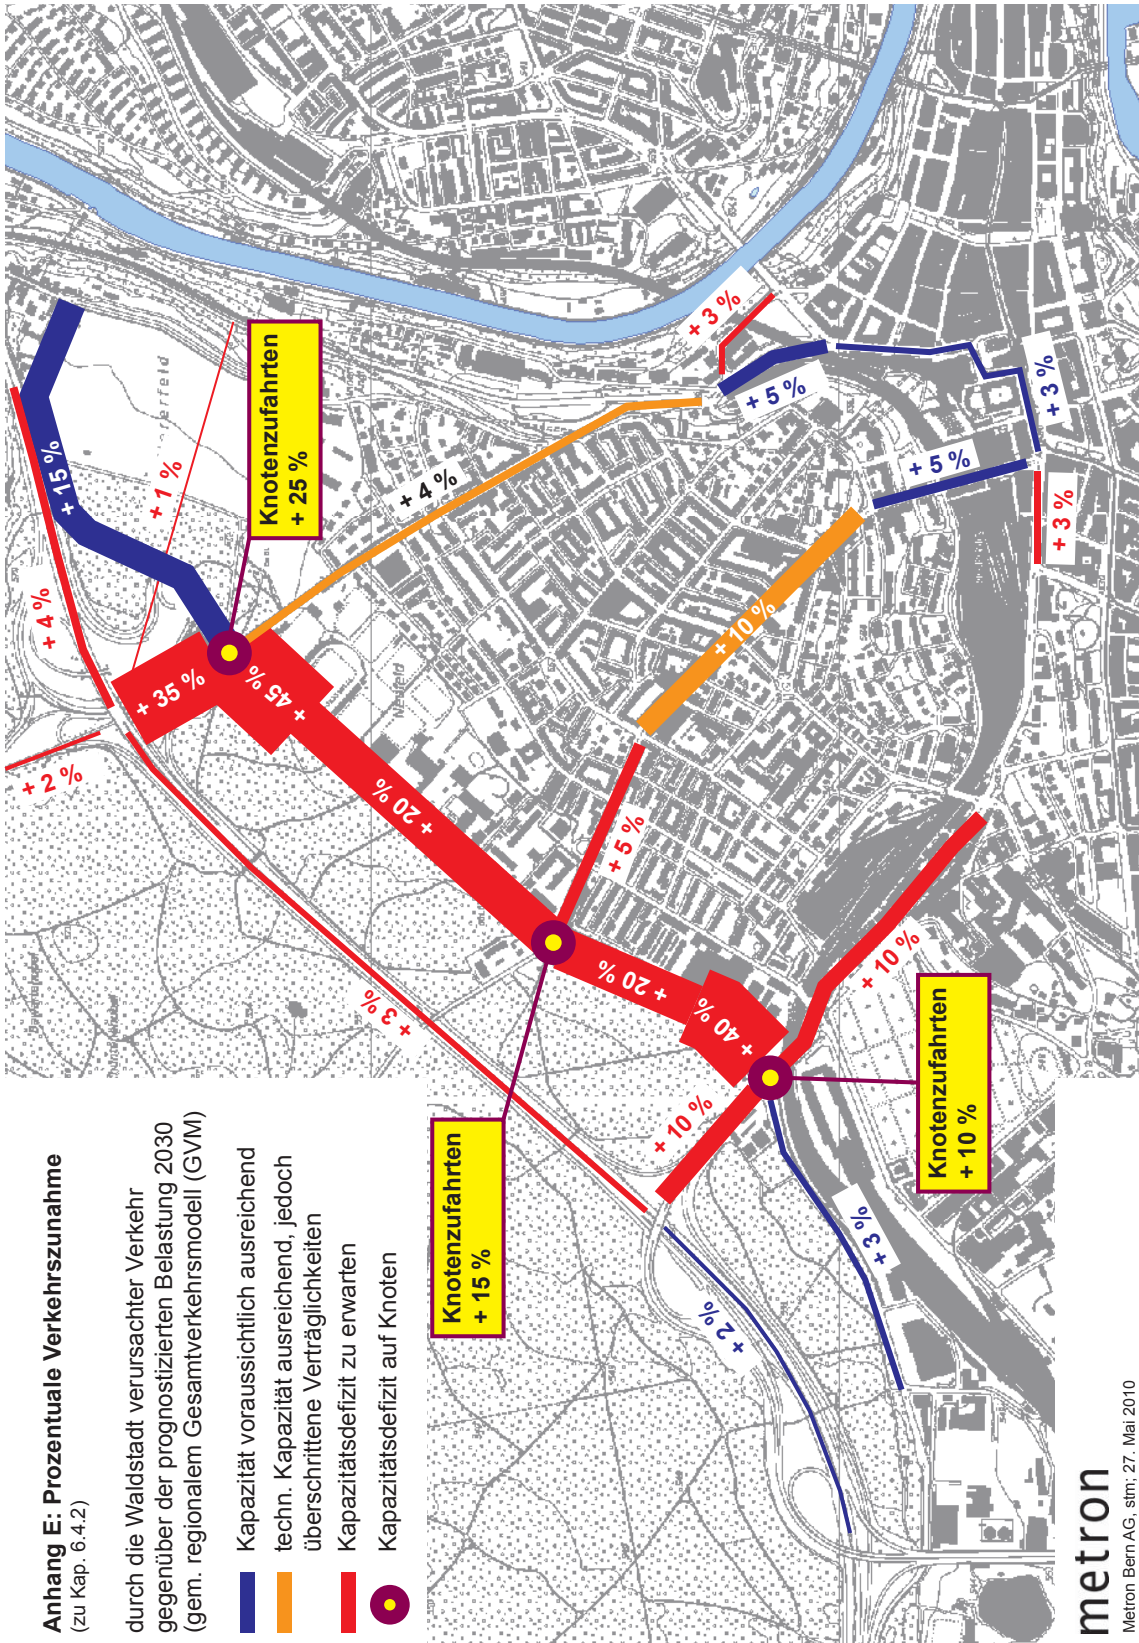 Anhang E: Prozentuale Verkehrszunahme
(zu Kap. 6.4.2)
durch die Waldstadt verursachter Verkehr
gegenüber der prognostizierten Belastung 2030
(gem. regionalem Gesamtverkehrsmodell (GVM)
Kapazität voraussichtlich ausreichend
techn. Kapazität ausreichend, jedoch
überschrittene Verträglichkeiten
Kapazitätsdefizit zu erwarten
Kapazitätsdefizit auf Knoten
+ 15 %
+ 4 %
+ 1 %
Knotenzufahrten
+ 25 %
+ 35 %
+ 45 %
+ 2 %
+ 4 %
+ 3 %
+ 5 %
+ 3 %
+ 5 %
+ 3 %
+ 10 %
+ 20 %
Neufeld
+ 5 %
+ 3 %
+ 20 %
+ 40 %
+ 10 %
+ 10 %
Knotenzufahrten
+ 15 %
Knotenzufahrten
+ 10 %
+ 3 %
+ 2 %
metron
Metron Bern AG, stm; 27. Mai 2010